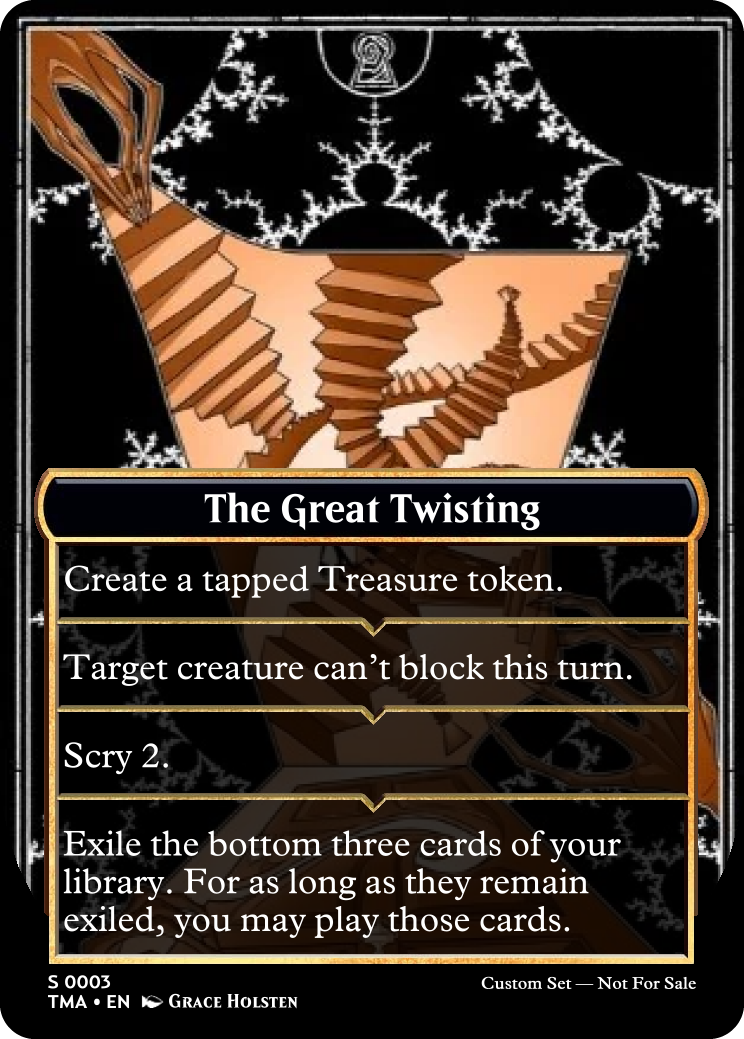 The Great Twisting
Create a tapped Treasure token.
Target creature can't block this turn.
Scry 2.
Exile the bottom three cards of your
library. For as long as they remain
exiled, you may play those cards.
S 0003
TMA • EN GRACE HOLSTEN
Custom Set — Not For Sale